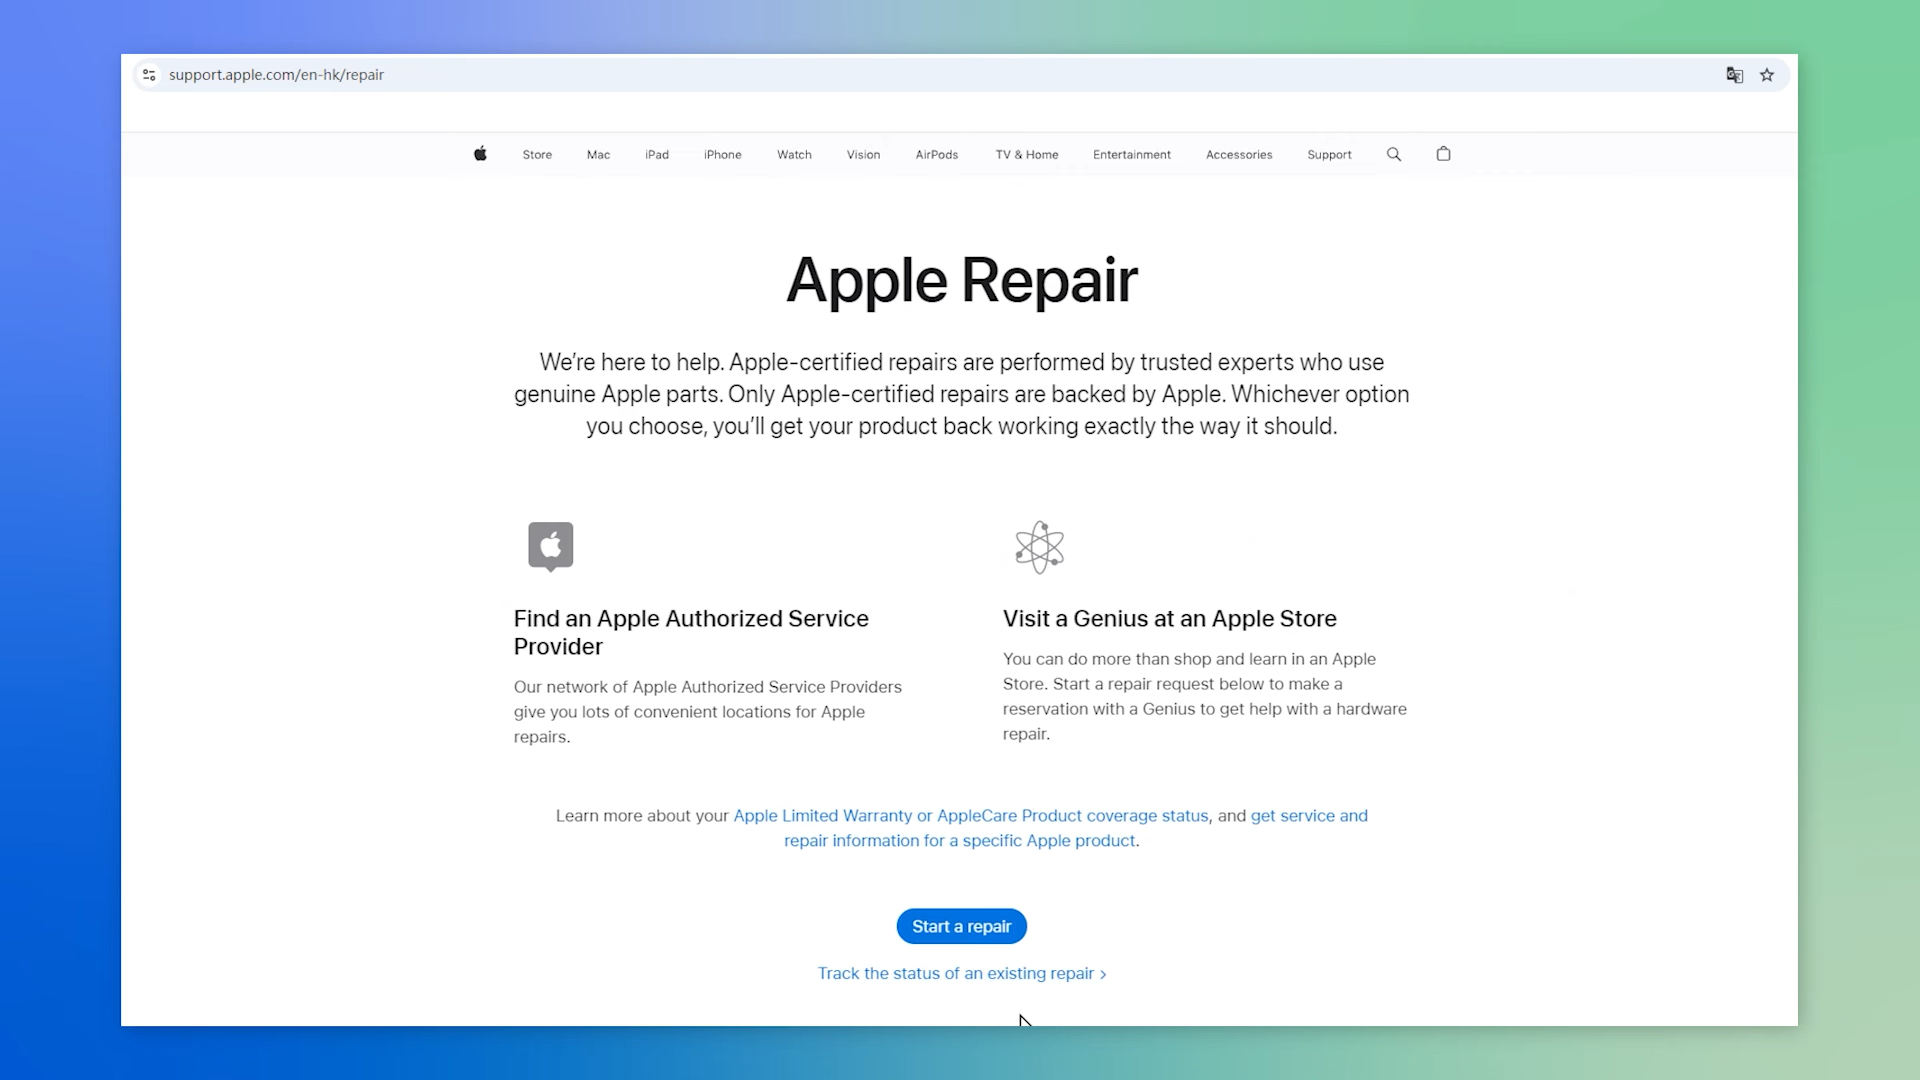 support.apple.com/en-hk/repair
Store Mac iPad iPhone Watch Vision AirPods TV & Home Entertainment Accessories Support
Apple Repair
We’re here to help. Apple-certified repairs are performed by trusted experts who use
genuine Apple parts. Only Apple-certified repairs are backed by Apple. Whichever option
you choose, you’ll get your product back working exactly the way it should.
Find an Apple Authorized Service
Provider
Our network of Apple Authorized Service Providers
give you lots of convenient locations for Apple
repairs.
Visit a Genius at an Apple Store
You can do more than shop and learn in an Apple
Store. Start a repair request below to make a
reservation with a Genius to get help with a hardware
repair.
Learn more about your Apple Limited Warranty or AppleCare Product coverage status, and get service and
repair information for a specific Apple product.
Start a repair
Track the status of an existing repair >